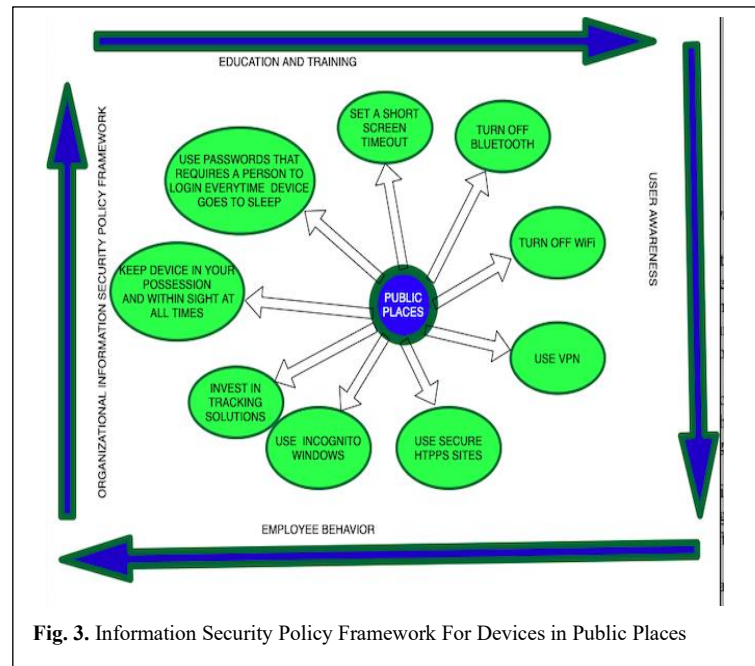 EDUCATION AND TRAINING
ORGANIZATIONAL INFORMATION SECURITY POLICY FRAMEWORK
USER AWARENESS
SET A SHORT
SCREEN
TIMEOUT
TURN OFF
BLUETOOTH
USE PASSWORDS THAT
REQUIRES A PERSON TO
LOGIN EVERYTIME DEVICE
GOES TO SLEEP
TURN OFF WiFi
KEEP DEVICE IN YOUR
POSSESSION
AND WITHIN SIGHT AT
ALL TIMES
PUBLIC
PLACES
USE VPN
INVEST IN
TRACKING
SOLUTIONS
USE INCOGNITO
WINDOWS
USE SECURE
HTPPS SITES
EMPLOYEE BEHAVIOR
Fig. 3. Information Security Policy Framework For Devices in Public Places